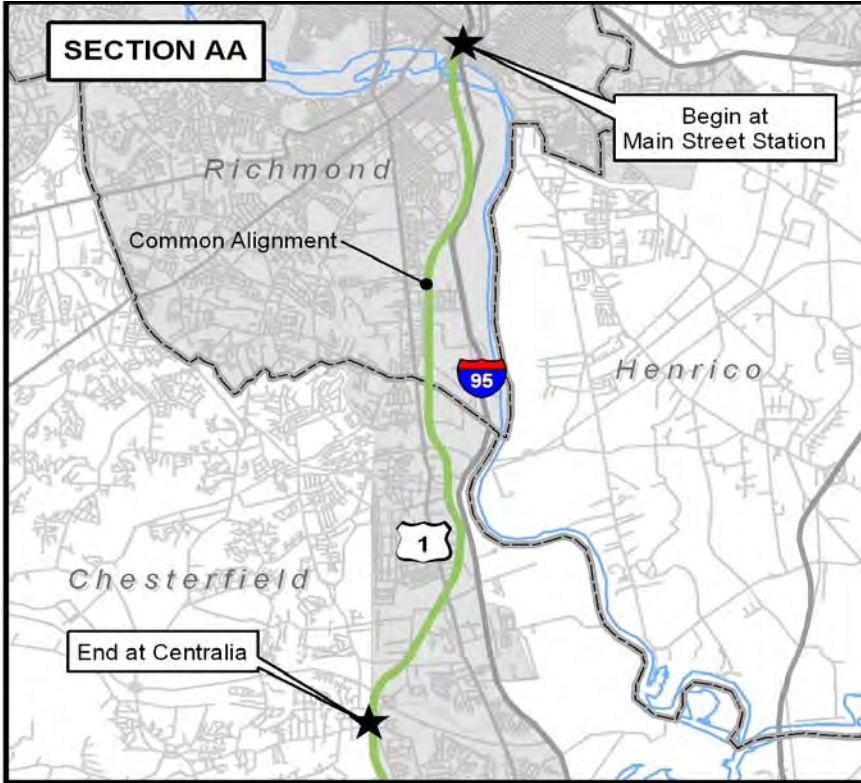 SECTION AA
Begin at
Main Street Station
Richmond
Common Alignment
95
Henrico
1
Chesterfield
End at Centralia